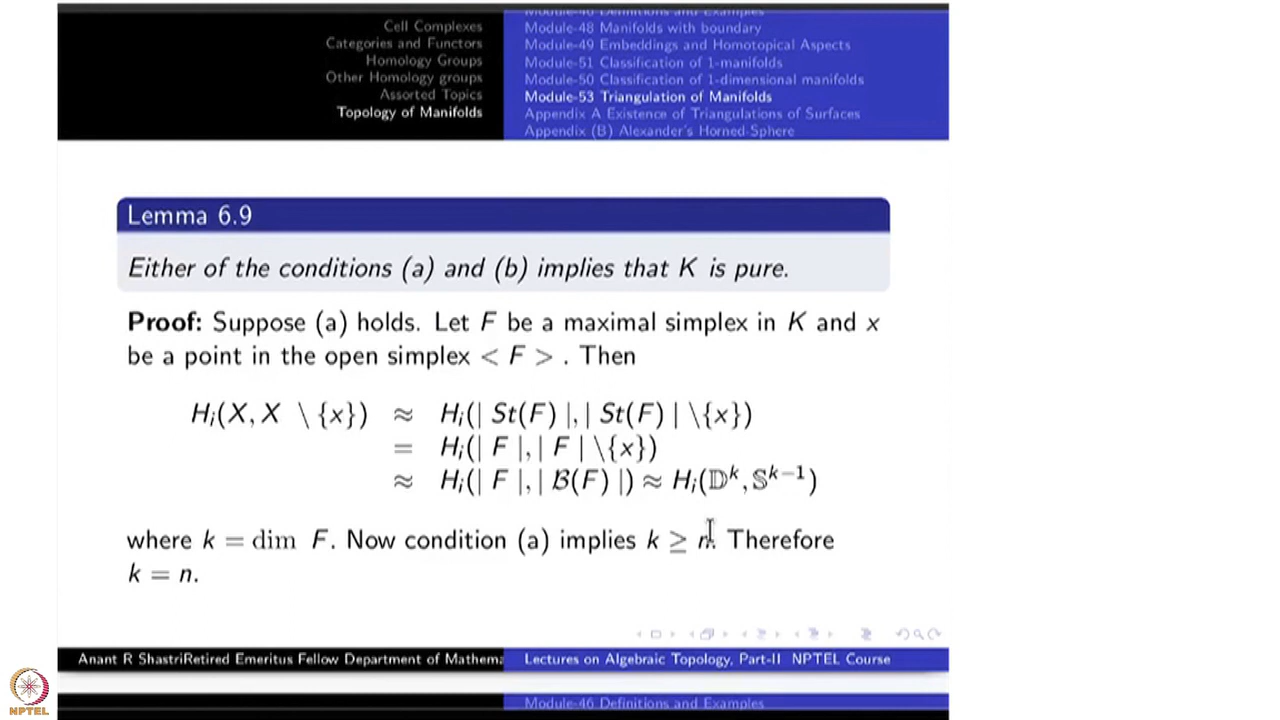 Cell Complexes
Categories and Functors
Homology Groups
Other Homology groups
Assorted Topics
Topology of Manifolds
Module-46 Definitions and Examples
Module-48 Manifolds with boundary
Module-49 Embeddings and Homotopical Aspects
Module-51 Classification of 1-manifolds
Module-50 Classification of 1-dimensional manifolds
Module-53 Triangulation of Manifolds
Appendix A Existence of Triangulations of Surfaces
Appendix (B) Alexander's Horned-Sphere
Lemma 6.9
Either of the conditions (a) and (b) implies that K is pure.
Proof: Suppose (a) holds. Let F be a maximal simplex in K and x
be a point in the open simplex < F > . Then
H_i(X, X \ {x}) ≈ H_i(| St(F) |, | St(F) | \{x})
= H_i(| F |, | F | \{x})
≈ H_i(| F |, | ℬ(F) |) ≈ H_i(𝔻^k, 𝕊^{k−1})
where k = dim F. Now condition (a) implies k ≥ n. Therefore
k = n.
Anant R ShastriRetired Emeritus Fellow Department of Mathema
Lectures on Algebraic Topology, Part-II NPTEL Course
Module-46 Definitions and Examples
NPTEL